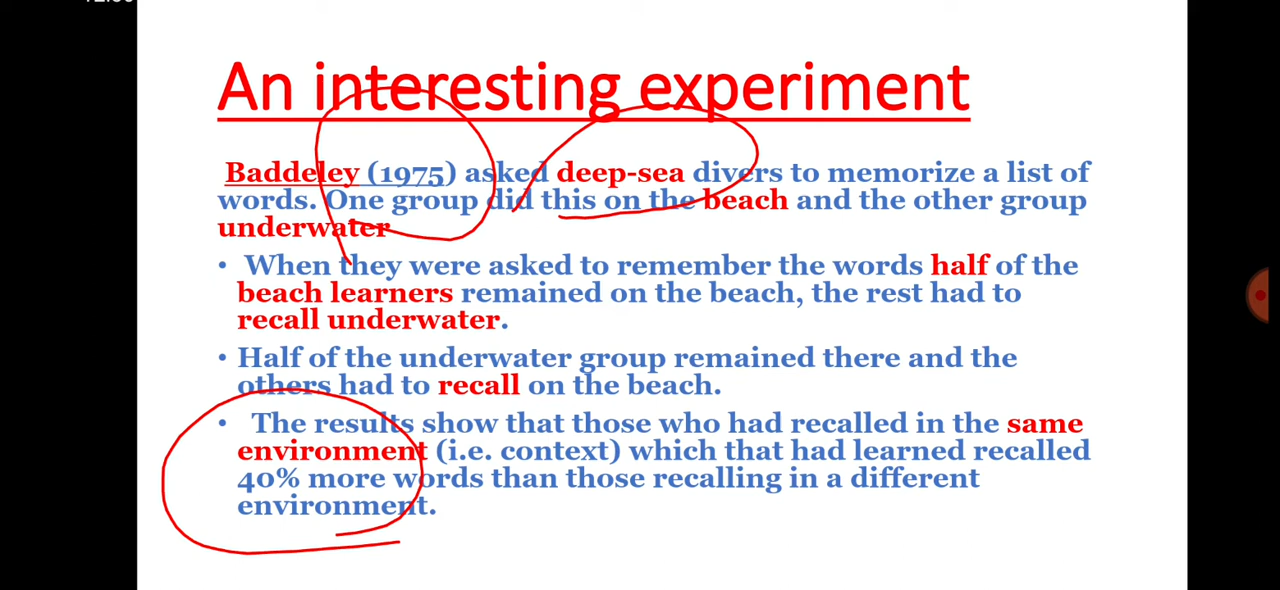 An interesting experiment
Baddeley (1975) asked deep-sea divers to memorize a list of
words. One group did this on the beach and the other group
underwater
• When they were asked to remember the words half of the
beach learners remained on the beach, the rest had to
recall underwater.
• Half of the underwater group remained there and the
others had to recall on the beach.
• The results show that those who had recalled in the same
environment (i.e. context) which that had learned recalled
40% more words than those recalling in a different
environment.